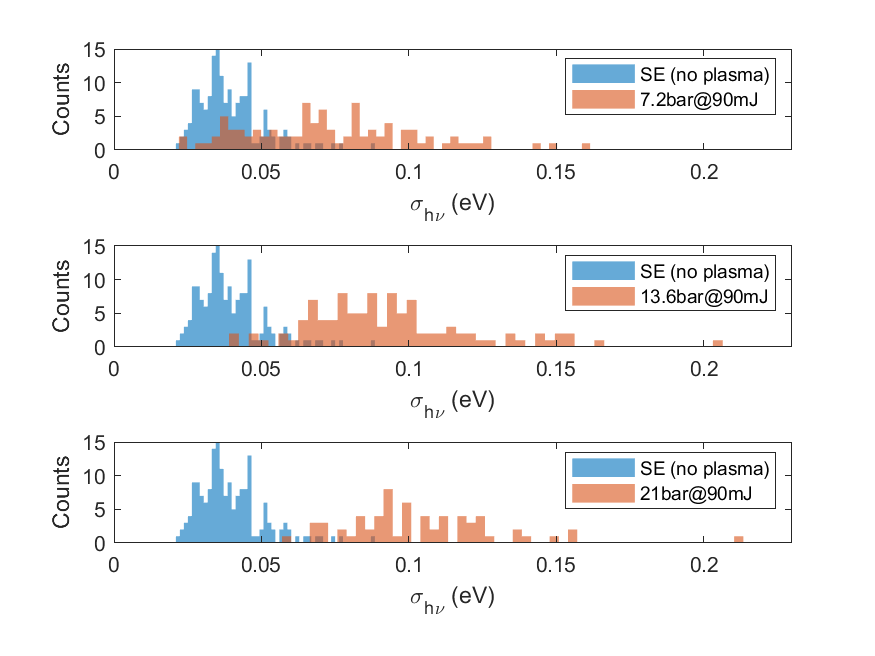 15
10
5
0
Counts
SE (no plasma)
7.2bar@90mJ
0 0.05 0.1 0.15 0.2
σhν (eV)
15
10
5
0
Counts
SE (no plasma)
13.6bar@90mJ
0 0.05 0.1 0.15 0.2
σhν (eV)
15
10
5
0
Counts
SE (no plasma)
21bar@90mJ
0 0.05 0.1 0.15 0.2
σhν (eV)